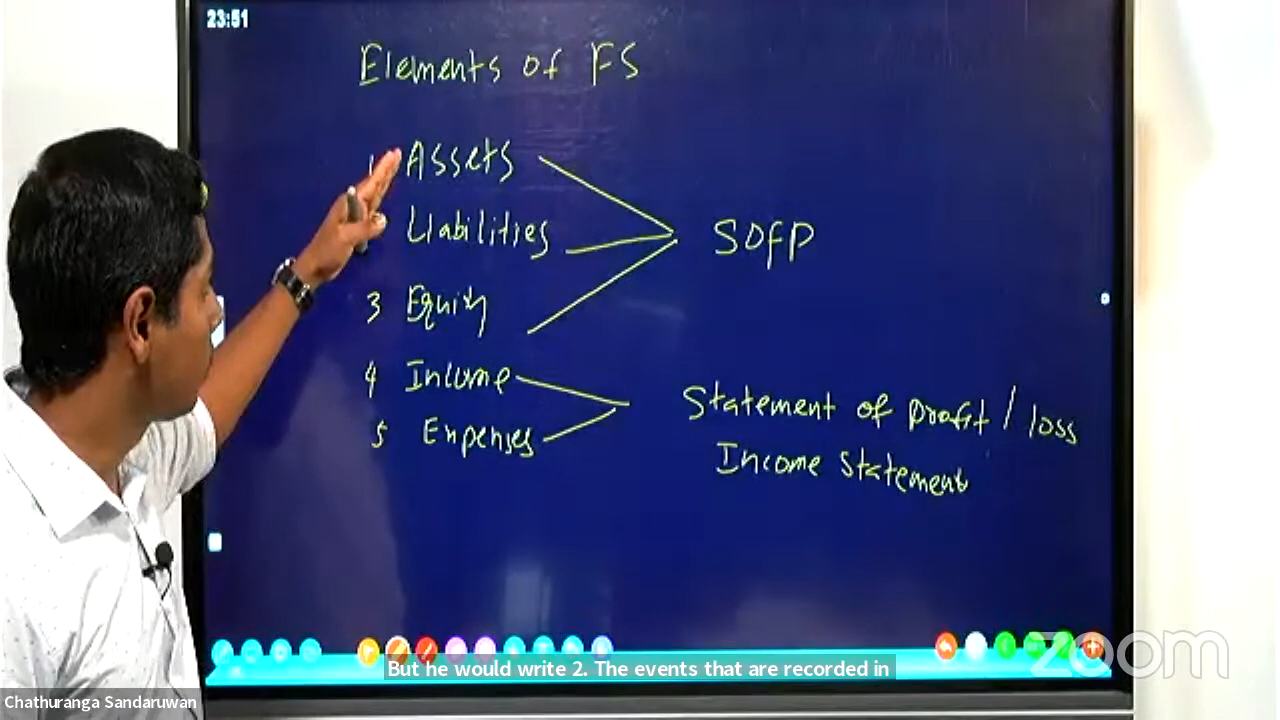 23:51
Elements of FS
1 Assets
Liabilities
SOFP
3 Equity
4 Income
Statement of profit / loss
5 Expenses
Income Statement
zoom
But he would write 2. The events that are recorded in
Chathuranga Sandaruwan